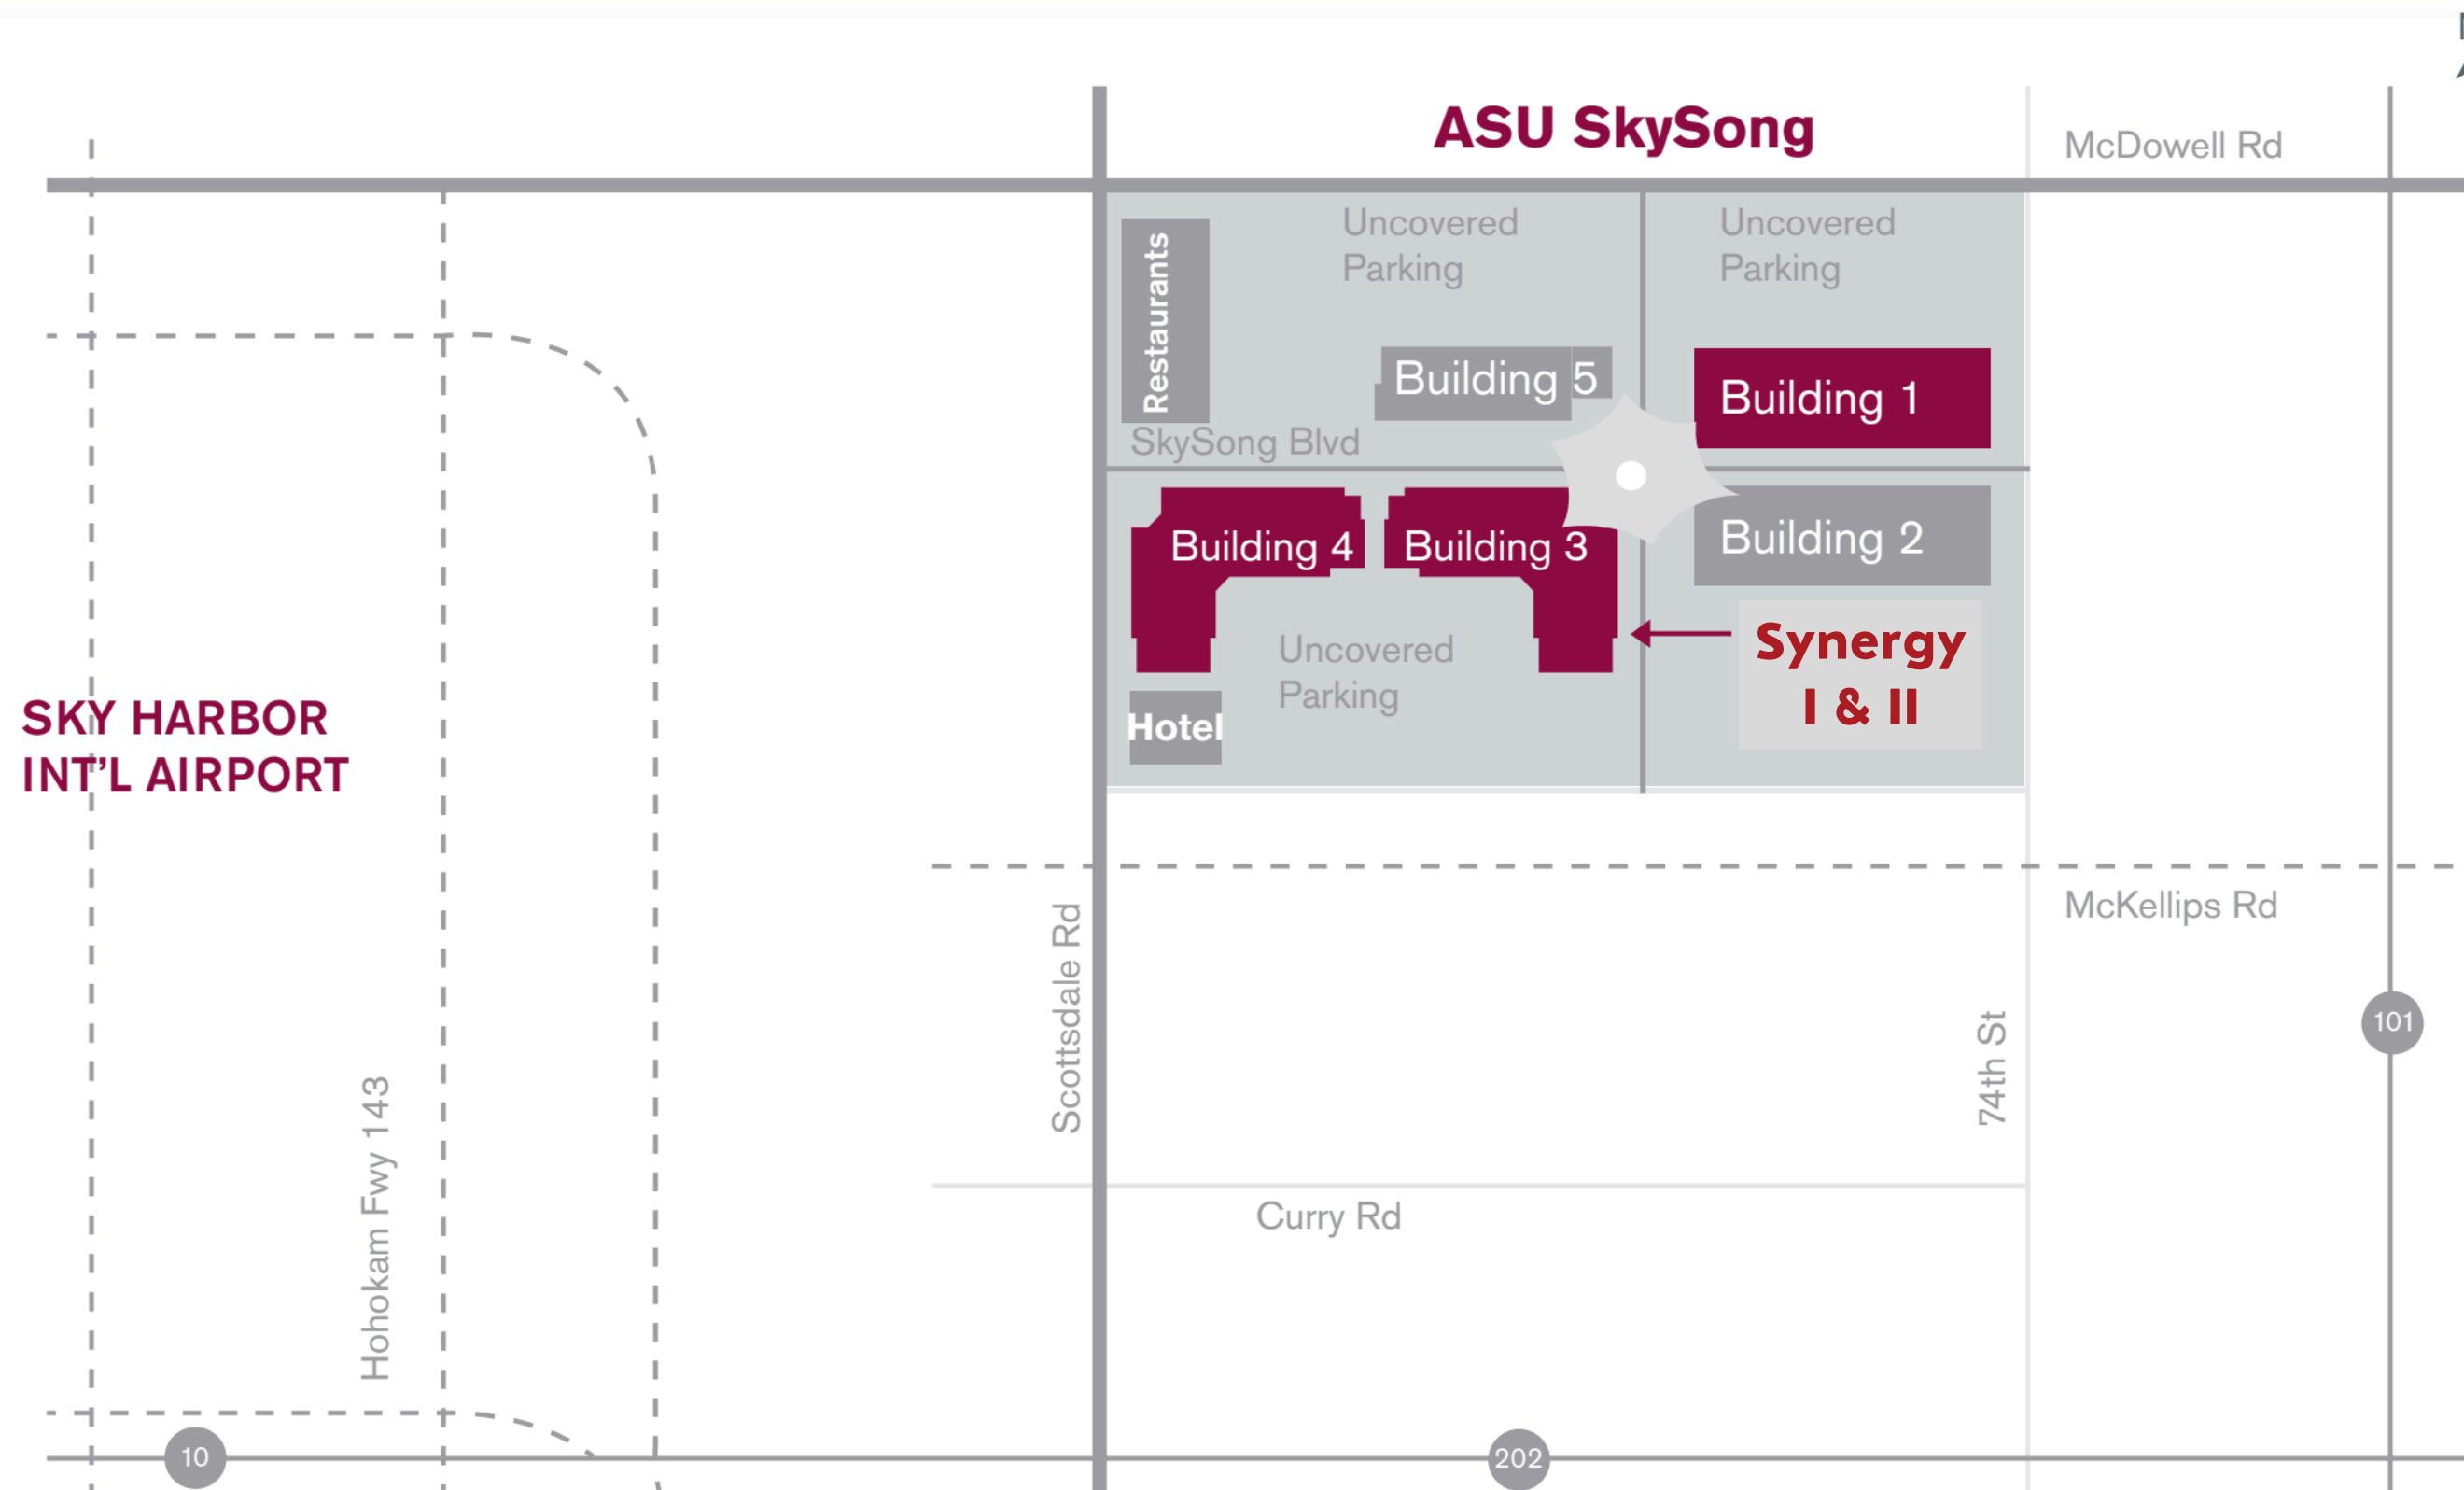 ASU SkySong
McDowell Rd
Uncovered
Parking
Uncovered
Parking
Restaurants
Building 5
Building 1
SkySong Blvd
Building 4
Building 3
Building 2
Synergy
I & II
Uncovered
Parking
Hotel
SKY HARBOR
INT’L AIRPORT
McKellips Rd
Scottsdale Rd
74th St
101
Hohokam Fwy 143
Curry Rd
10
202